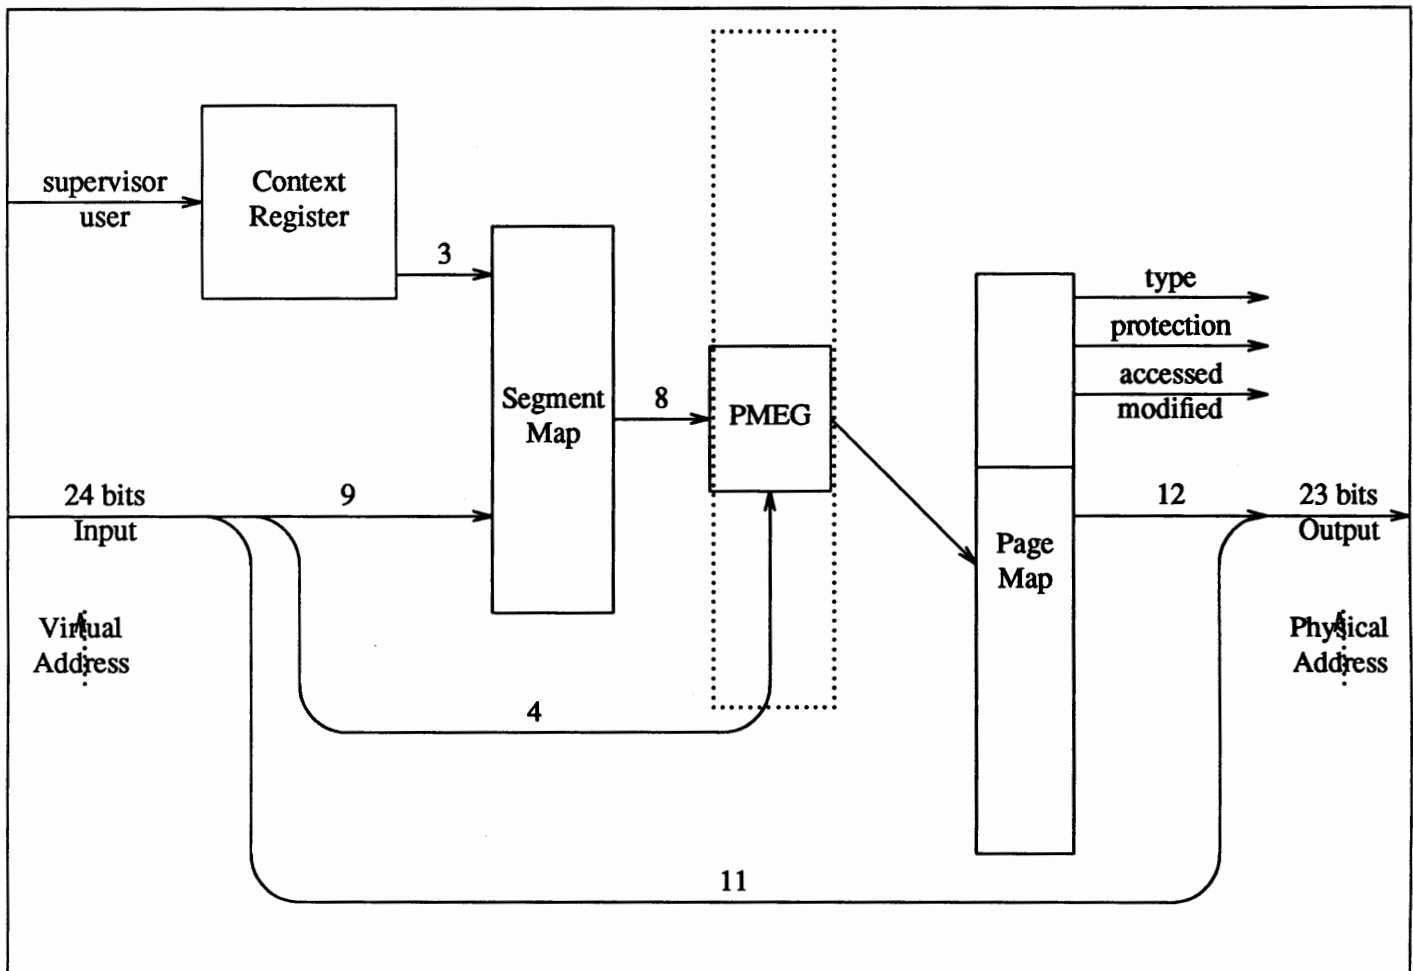 supervisor
user
Context
Register
3
Segment
Map
8
PMEG
type
protection
accessed
modified
24 bits
Input
9
12
23 bits
Output
Page
Map
Virtual
Address
Physical
Address
4
11